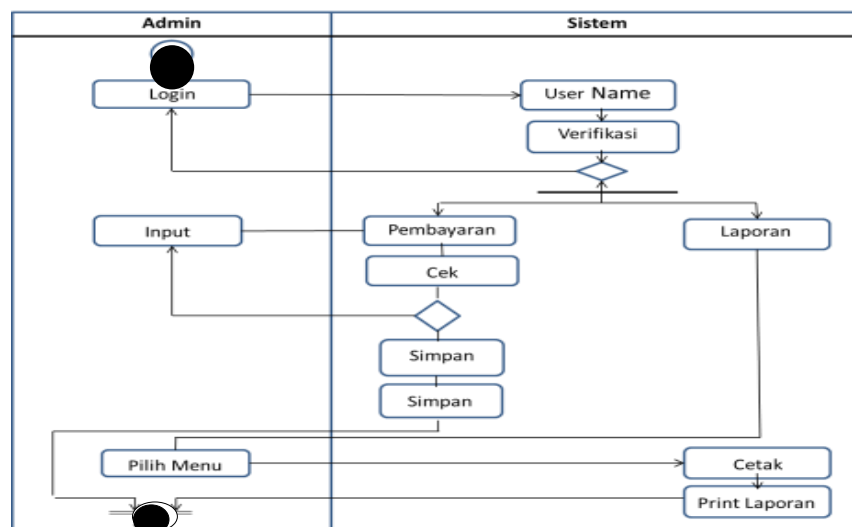 Admin
Sistem
Login
User Name
Verifikasi
Input
Pembayaran
Laporan
Cek
Simpan
Simpan
Pilih Menu
Cetak
Print Laporan